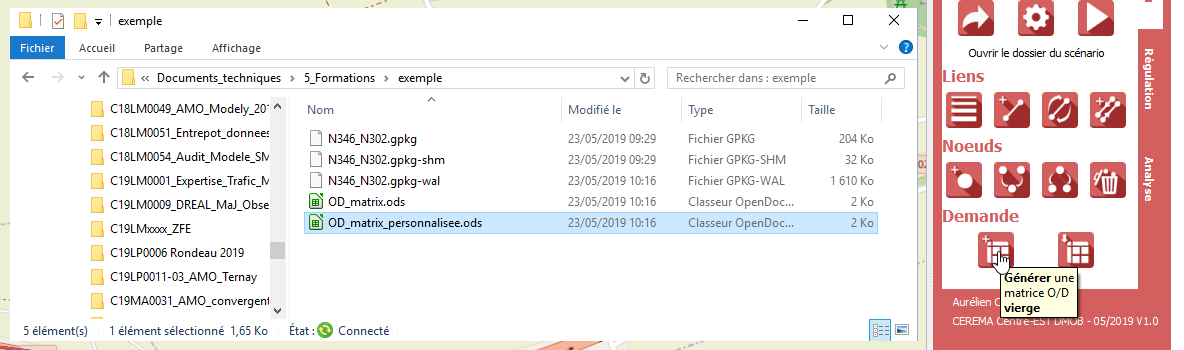 exemple
Fichier Accueil Partage Affichage
« Documents_techniques > 5_Formations > exemple
Rechercher dans : exemple
C18LM0049_AMO_Modely_201
C18LM0051_Entrepot_donnees
C18LM0054_Audit_Modele_SM
C19LM0001_Expertise_Trafic_M
C19LM0009_DREAL_MaJ_Obse
C19LMxxxx_ZFE
C19LP0006 Rondeau 2019
C19LP0011-03_AMO_Ternay
C19MA0031_AMO_convergent
Nom Modifié le Type Taille
N346_N302.gpkg 23/05/2019 09:29 Fichier GPKG 204 Ko
N346_N302.gpkg-shm 23/05/2019 09:29 Fichier GPKG-SHM 32 Ko
N346_N302.gpkg-wal 23/05/2019 10:16 Fichier GPKG-WAL 1 610 Ko
OD_matrix.ods 23/05/2019 10:16 Classeur OpenDoc... 2 Ko
OD_matrix_personnalisee.ods 23/05/2019 10:16 Classeur OpenDoc... 2 Ko
5 élément(s) 1 élément sélectionné 1,65 Ko État : Connecté
Ouvrir le dossier du scénario
Liens
Noeuds
Demande
Générer une
matrice O/D
vierge
Aurélien C
CEREMA Centre-EST DMOB - 05/2019 V1.0
Régulation
Analyse